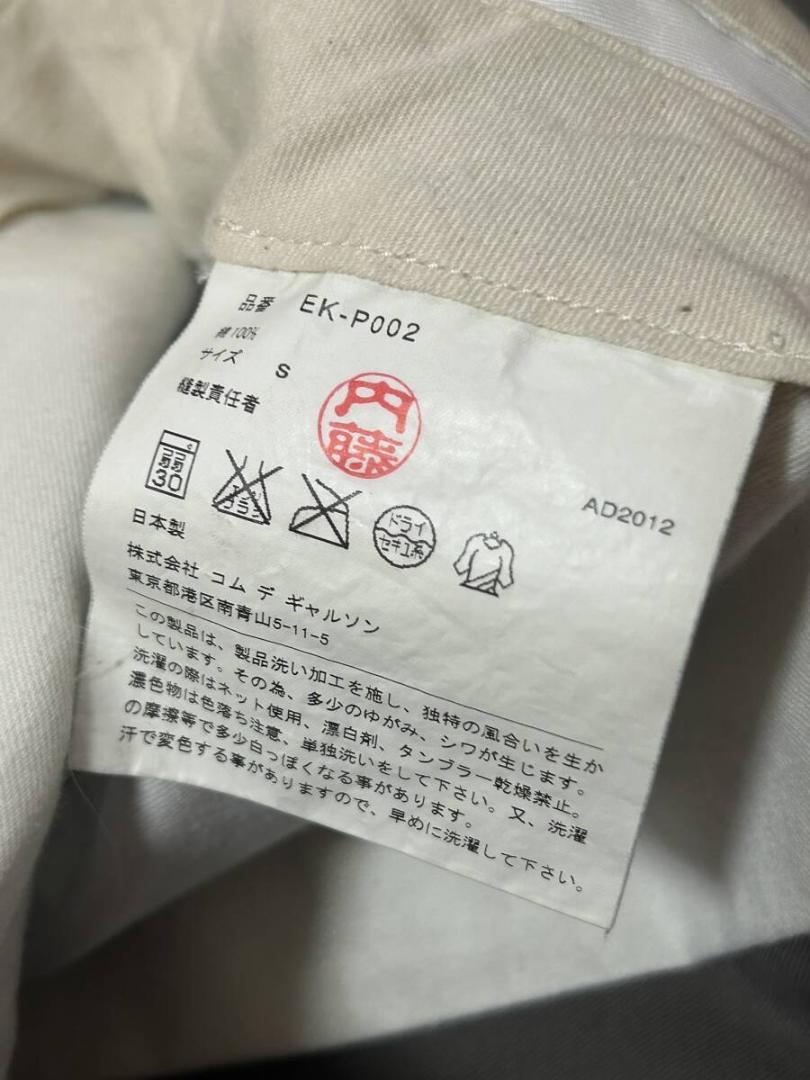 品番 EK-P002
綿100%
サイズ S
縫製責任者
内藤
弱
30
エンソ
サラシ
ドライ
セキユ系
AD2012
日本製
株式会社 コム デ ギャルソン
東京都港区南青山5-11-5
この製品は、製品洗い加工を施し、独特の風合いを生か
しています。その為、多少のゆがみ、シワが生じます。
洗濯の際はネット使用、漂白剤、タンブラー乾燥禁止。
濃色物は色落ち注意、単独洗いをして下さい。又、洗濯
の摩擦等で多少白っぽくなる事があります。
汗で変色する事がありますので、早めに洗濯して下さい。